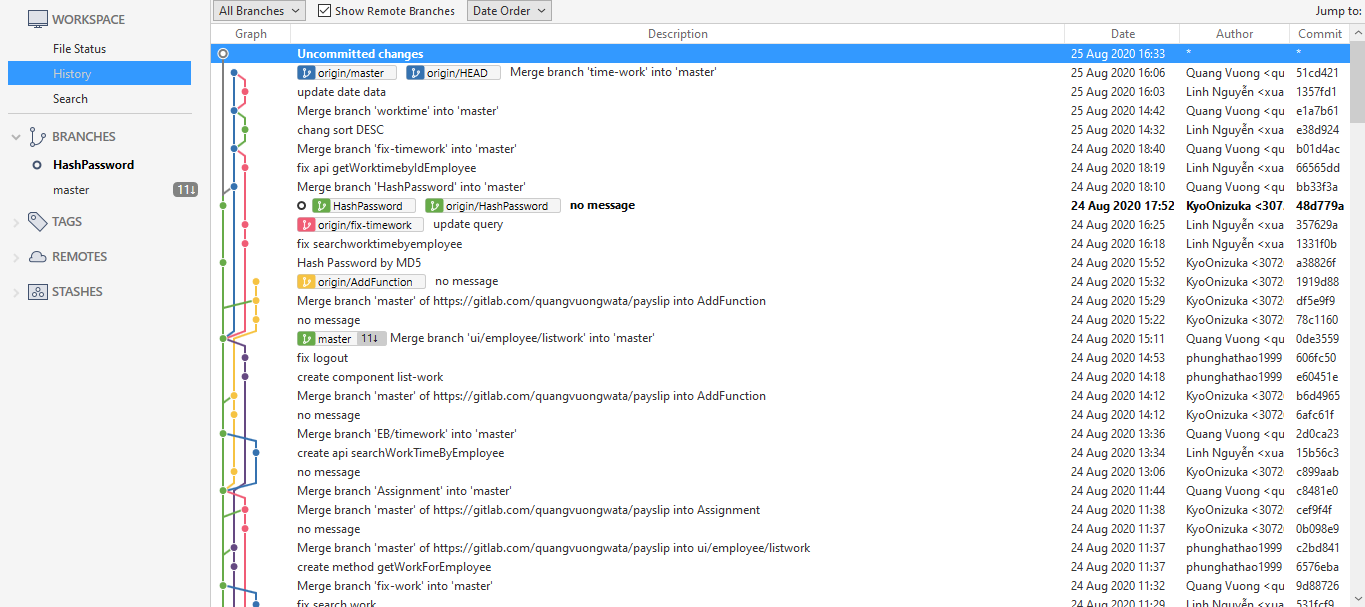 WORKSPACE
File Status
History
Search
BRANCHES
HashPassword
master 11↓
TAGS
REMOTES
STASHES
All Branches Show Remote Branches Date Order Jump to:
Graph Description Date Author Commit
Uncommitted changes 25 Aug 2020 16:33 * *
origin/master origin/HEAD Merge branch 'time-work' into 'master' 25 Aug 2020 16:06 Quang Vuong <qu 51cd421
update date data 25 Aug 2020 16:03 Linh Nguyễn <xua 1357fd1
Merge branch 'worktime' into 'master' 25 Aug 2020 14:42 Quang Vuong <qu e1a7b61
chang sort DESC 25 Aug 2020 14:32 Linh Nguyễn <xua e38d924
Merge branch 'fix-timework' into 'master' 24 Aug 2020 18:40 Quang Vuong <qu b01d4ac
fix api getWorktimebyIdEmployee 24 Aug 2020 18:19 Linh Nguyễn <xua 66565dd
Merge branch 'HashPassword' into 'master' 24 Aug 2020 18:10 Quang Vuong <qu bb33f3a
HashPassword origin/HashPassword no message 24 Aug 2020 17:52 KyoOnizuka <307 48d779a
origin/fix-timework update query 24 Aug 2020 16:25 Linh Nguyễn <xua 357629a
fix searchworktimebyemployee 24 Aug 2020 16:18 Linh Nguyễn <xua 1331f0b
Hash Password by MD5 24 Aug 2020 15:52 KyoOnizuka <3072 a38826f
origin/AddFunction no message 24 Aug 2020 15:32 KyoOnizuka <3072 1919d88
Merge branch 'master' of https://gitlab.com/quangvuongwata/payslip into AddFunction 24 Aug 2020 15:29 KyoOnizuka <3072 df5e9f9
no message 24 Aug 2020 15:22 KyoOnizuka <3072 78c1160
master 11↓ Merge branch 'ui/employee/listwork' into 'master' 24 Aug 2020 15:11 Quang Vuong <qu 0de3559
fix logout 24 Aug 2020 14:53 phunghathao1999 606fc50
create component list-work 24 Aug 2020 14:18 phunghathao1999 e60451e
Merge branch 'master' of https://gitlab.com/quangvuongwata/payslip into AddFunction 24 Aug 2020 14:12 KyoOnizuka <3072 b6d4965
no message 24 Aug 2020 14:12 KyoOnizuka <3072 6afc61f
Merge branch 'EB/timework' into 'master' 24 Aug 2020 13:36 Quang Vuong <qu 2d0ca23
create api searchWorkTimeByEmployee 24 Aug 2020 13:34 Linh Nguyễn <xua 15b56c3
no message 24 Aug 2020 13:06 KyoOnizuka <3072 c899aab
Merge branch 'Assignment' into 'master' 24 Aug 2020 11:44 Quang Vuong <qu c8481e0
Merge branch 'master' of https://gitlab.com/quangvuongwata/payslip into Assignment 24 Aug 2020 11:38 KyoOnizuka <3072 cef9f4f
no message 24 Aug 2020 11:37 KyoOnizuka <3072 0b098e9
Merge branch 'master' of https://gitlab.com/quangvuongwata/payslip into ui/employee/listwork 24 Aug 2020 11:37 phunghathao1999 c2bd841
create method getWorkForEmployee 24 Aug 2020 11:37 phunghathao1999 6576eba
Merge branch 'fix-work' into 'master' 24 Aug 2020 11:32 Quang Vuong <qu 9d88726
fix search work 24 Aug 2020 11:29 Linh Nguyễn <xua 531fcf9